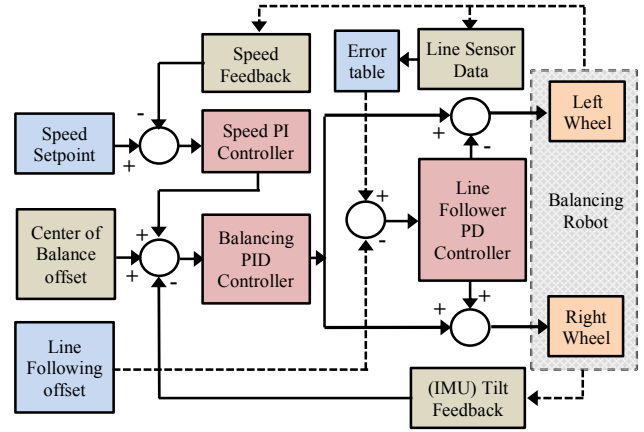 Speed
Feedback
Error
table
Line Sensor
Data
Left
Wheel
-
Speed
Setpoint
+
Speed PI
Controller
+
-
Center of
Balance
offset
+
+
-
Balancing
PID
Controller
+
-
Line
Follower
PD
Controller
Balancing
Robot
+
+
Right
Wheel
Line
Following
offset
(IMU) Tilt
Feedback